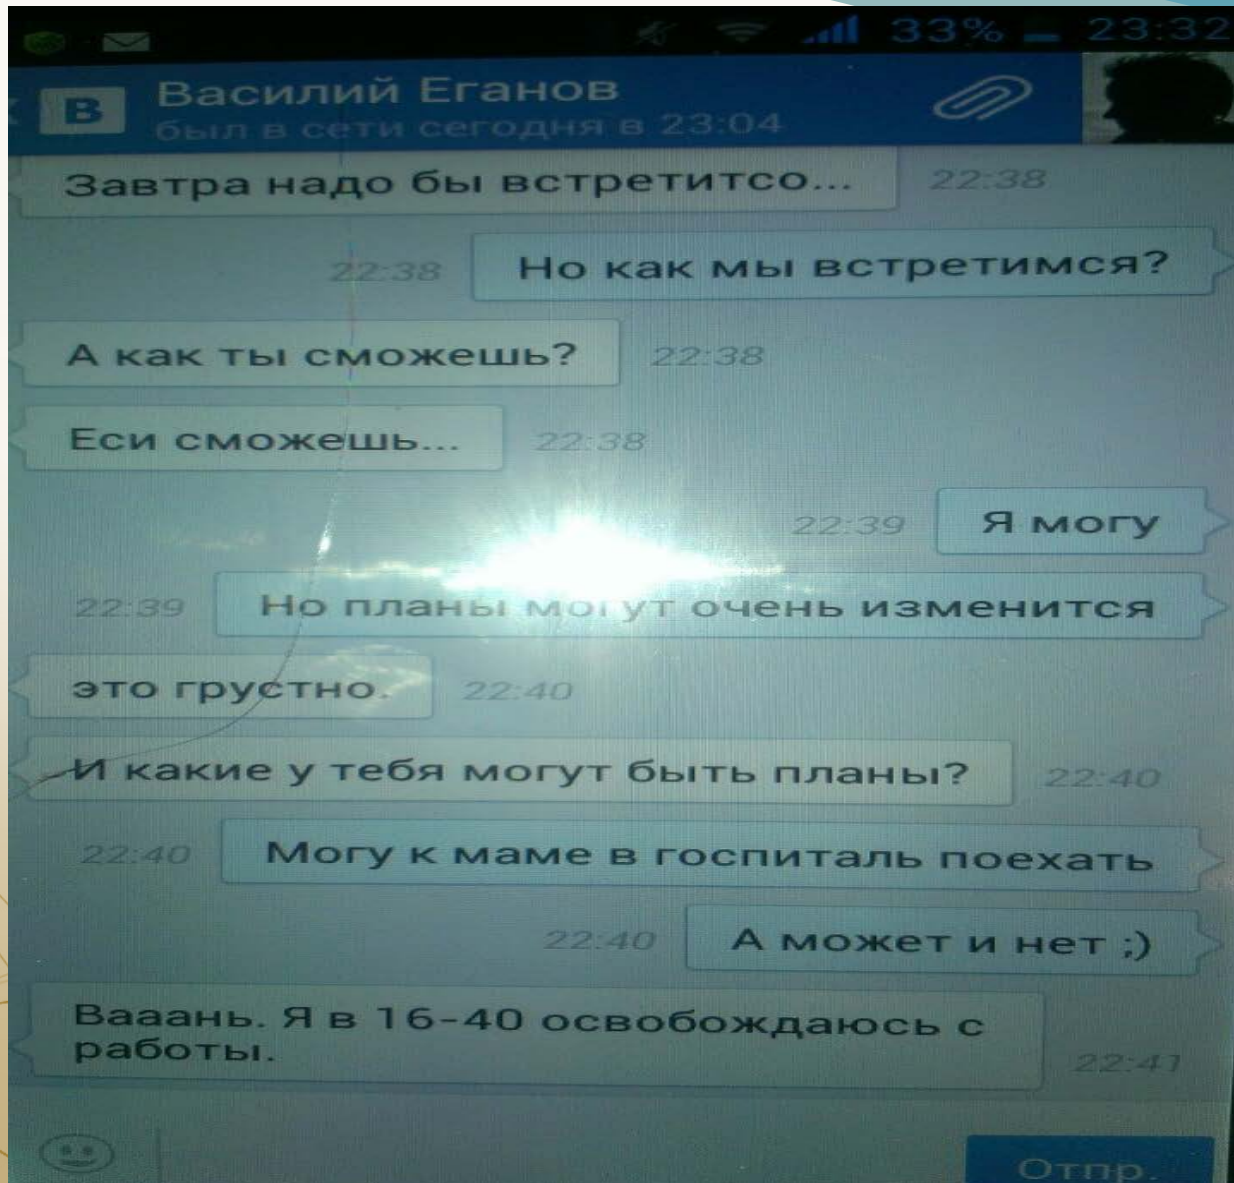 33% 23:32
В Василий Еганов
был в сети сегодня в 23:04
Завтра надо бы встретитсо... 22:38
22:38 Но как мы встретимся?
А как ты сможешь? 22:38
Еси сможешь... 22:38
22:39 Я могу
22:39 Но планы могут очень изменится
это грустно. 22:40
И какие у тебя могут быть планы? 22:40
22:40 Могу к маме в госпиталь поехать
22:40 А может и нет ;)
Вааань. Я в 16-40 освобождаюсь с
работы. 22:41
Отпр.